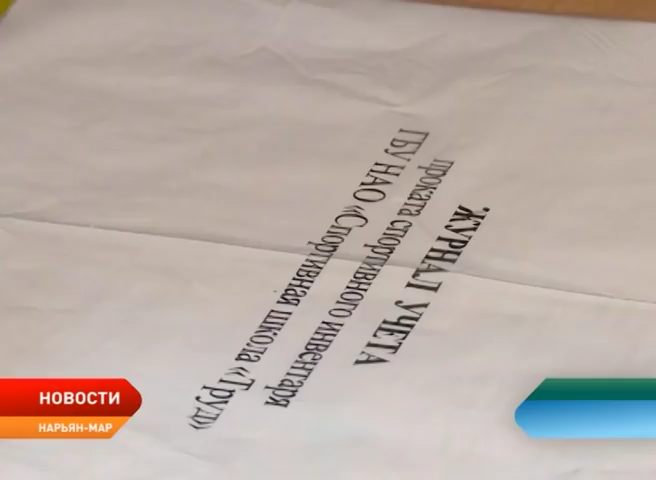 ЖУРНАЛ УЧЕТА
проката спортивного инвентаря
ГБУ НАО «Спортивная школа «Труд»
НОВОСТИ
НАРЬЯН-МАР